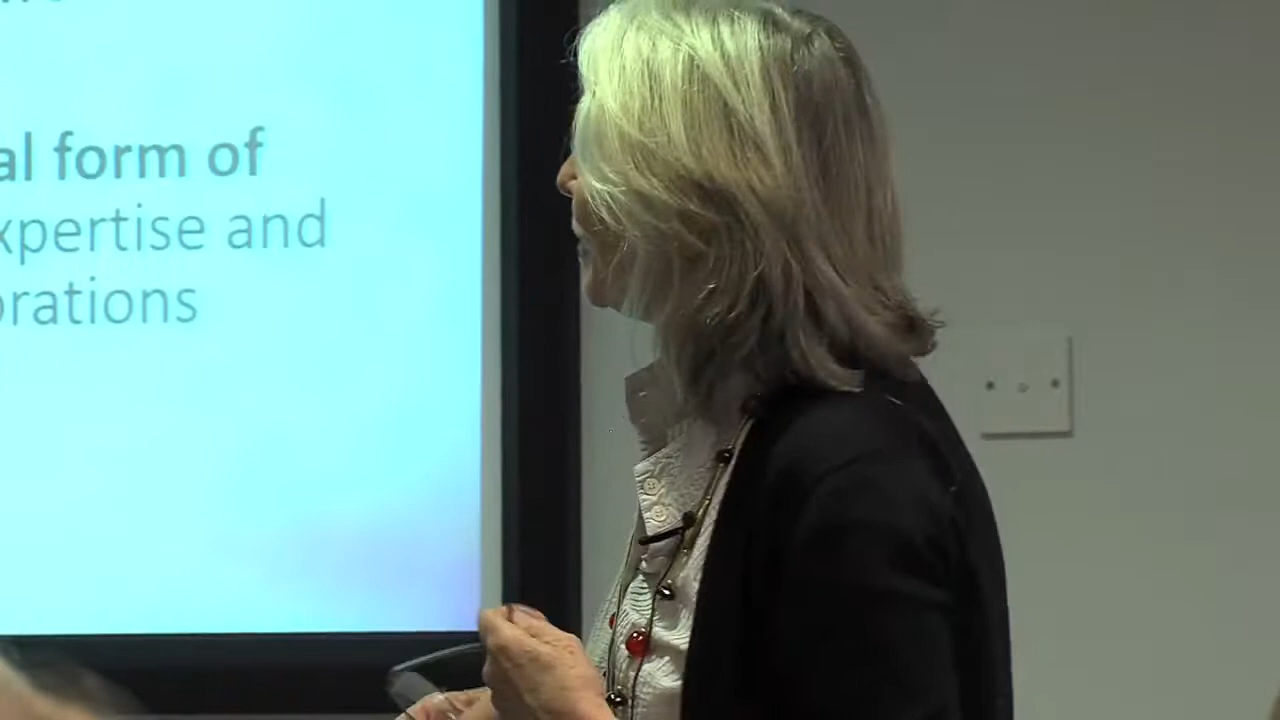 al form of
xpertise and
orations